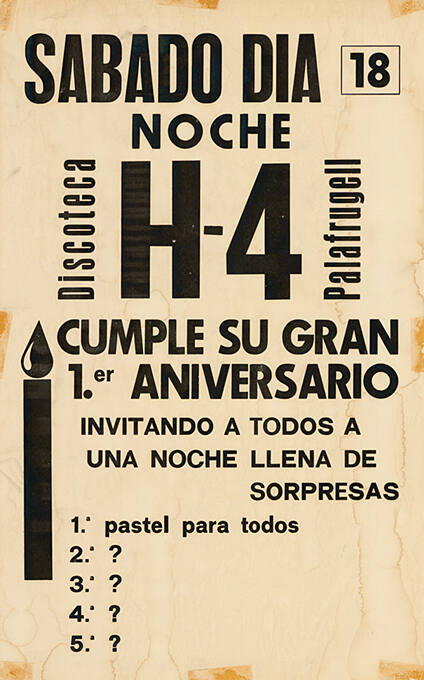 SABADO DIA 18
NOCHE
Discoteca
H-4
Palafrugell
CUMPLE SU GRAN
1.er ANIVERSARIO
INVITANDO A TODOS A
UNA NOCHE LLENA DE
SORPRESAS
1.ª pastel para todos
2.ª ?
3.ª ?
4.ª ?
5.ª ?